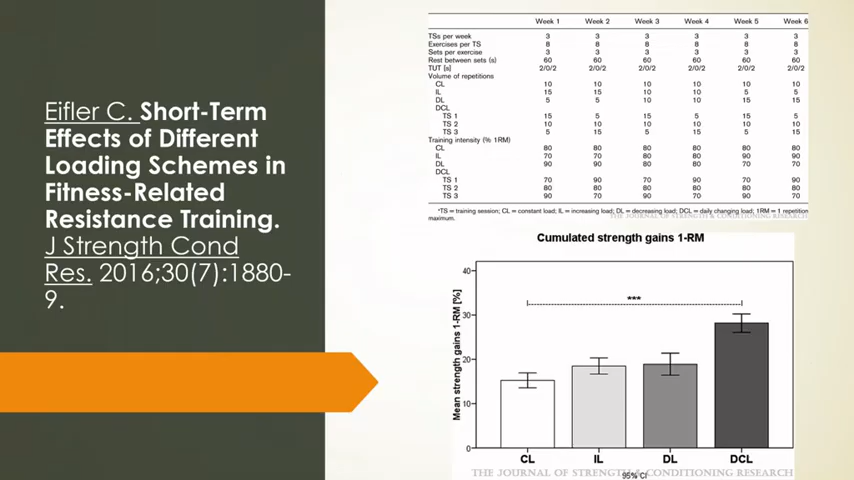 Eifler C. Short-Term
Effects of Different
Loading Schemes in
Fitness-Related
Resistance Training.
J Strength Cond
Res. 2016;30(7):1880-
9.
Week 1 Week 2 Week 3 Week 4 Week 5 Week 6
TSs per week 3 3 3 3 3 3
Exercises per TS 8 8 8 8 8 8
Sets per exercise 3 3 3 3 3 3
Rest between sets (s) 60 60 60 60 60 60
TUT [s] 2/0/2 2/0/2 2/0/2 2/0/2 2/0/2 2/0/2
Volume of repetitions
CL 10 10 10 10 10 10
IL 15 15 10 10 5 5
DL 5 5 10 10 15 15
DCL
TS 1 15 5 15 5 15 5
TS 2 10 10 10 10 10 10
TS 3 5 15 5 15 5 15
Training intensity (% 1RM)
CL 80 80 80 80 80 80
IL 70 70 80 80 90 90
DL 90 90 80 80 70 70
DCL
TS 1 70 90 70 90 70 90
TS 2 80 80 80 80 80 80
TS 3 90 70 90 70 90 70
*TS = training session; CL = constant load; IL = increasing load; DL = decreasing load; DCL = daily changing load; 1RM = 1 repetition
maximum.
THE JOURNAL OF STRENGTH & CONDITIONING RESEARCH
Cumulated strength gains 1-RM
Mean strength gains 1-RM [%]
40
30
20
10
0
***
CL IL DL DCL
THE JOURNAL OF STRENGTH & CONDITIONING RESEARCH
95% CI